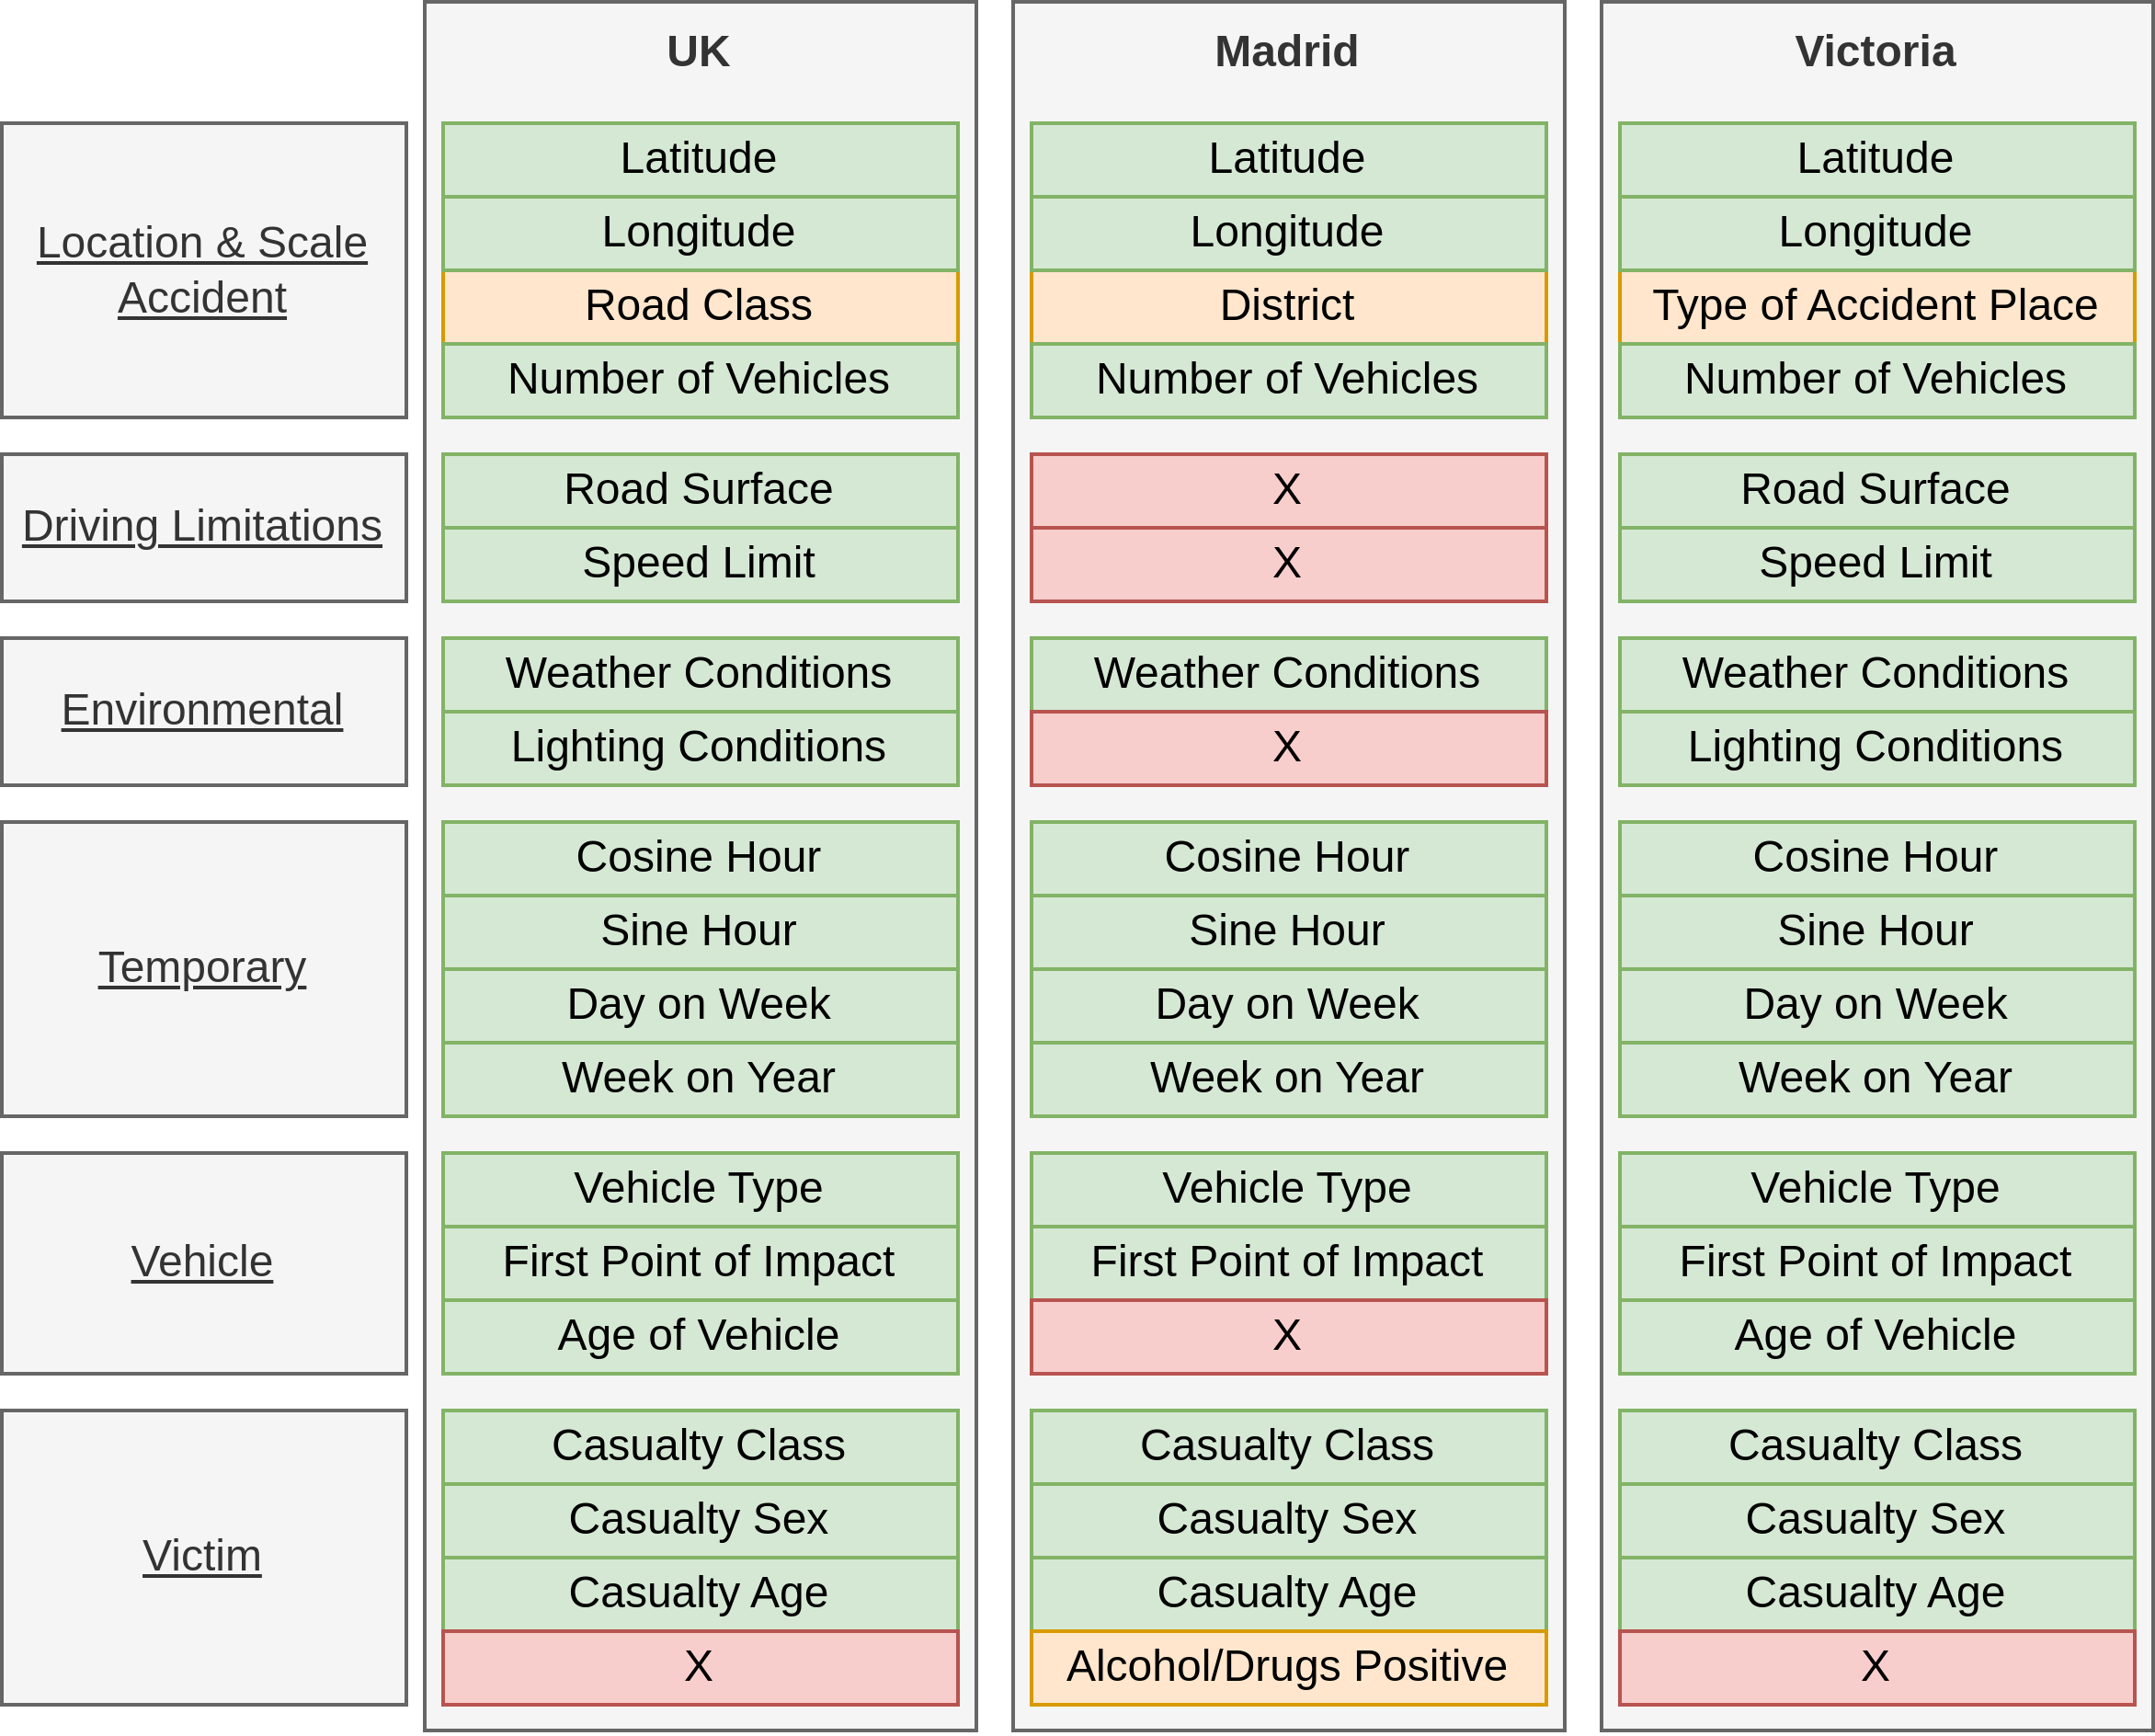 UK
Madrid
Victoria
Location & Scale
Accident
Latitude
Latitude
Latitude
Longitude
Longitude
Longitude
Road Class
District
Type of Accident Place
Number of Vehicles
Number of Vehicles
Number of Vehicles
Driving Limitations
Road Surface
X
Road Surface
Speed Limit
X
Speed Limit
Environmental
Weather Conditions
Weather Conditions
Weather Conditions
Lighting Conditions
X
Lighting Conditions
Temporary
Cosine Hour
Cosine Hour
Cosine Hour
Sine Hour
Sine Hour
Sine Hour
Day on Week
Day on Week
Day on Week
Week on Year
Week on Year
Week on Year
Vehicle
Vehicle Type
Vehicle Type
Vehicle Type
First Point of Impact
First Point of Impact
First Point of Impact
Age of Vehicle
X
Age of Vehicle
Victim
Casualty Class
Casualty Class
Casualty Class
Casualty Sex
Casualty Sex
Casualty Sex
Casualty Age
Casualty Age
Casualty Age
X
Alcohol/Drugs Positive
X